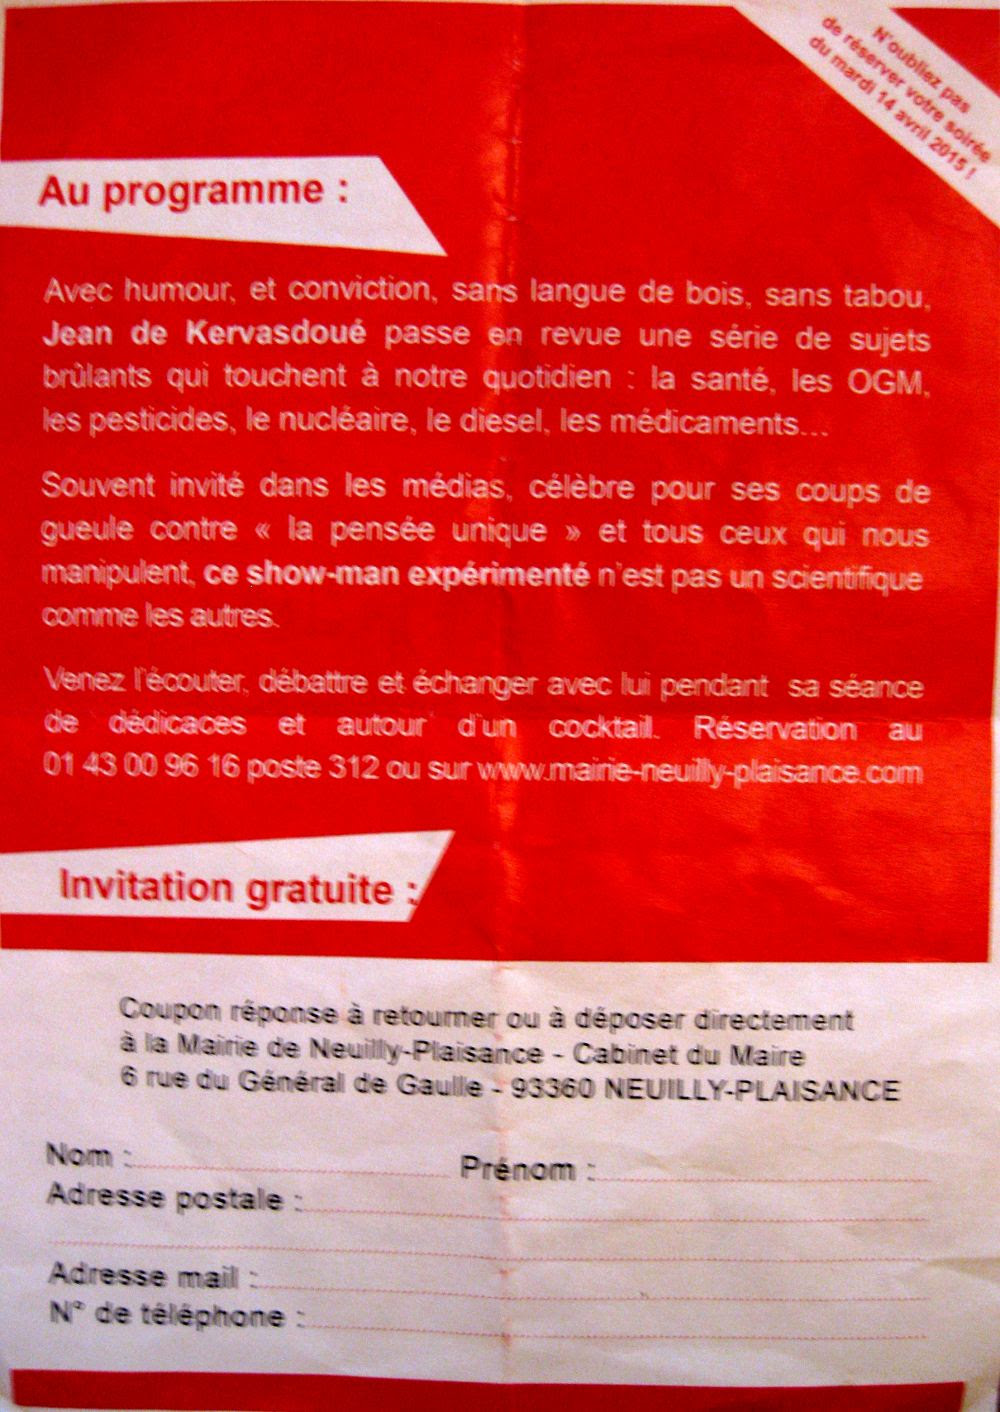 N'oubliez pas
de réserver votre soirée
du mardi 14 avril 2015 !
Au programme :
Avec humour, et conviction, sans langue de bois, sans tabou,
Jean de Kervasdoué passe en revue une série de sujets
brûlants qui touchent à notre quotidien : la santé, les OGM,
les pesticides, le nucléaire, le diesel, les médicaments...
Souvent invité dans les médias, célèbre pour ses coups de
gueule contre « la pensée unique » et tous ceux qui nous
manipulent, ce show-man expérimenté n'est pas un scientifique
comme les autres.
Venez l'écouter, débattre et échanger avec lui pendant sa séance
de dédicaces et autour d'un cocktail. Réservation au
01 43 00 96 16 poste 312 ou sur www.mairie-neuilly-plaisance.com
Invitation gratuite :
Coupon réponse à retourner ou à déposer directement
à la Mairie de Neuilly-Plaisance - Cabinet du Maire
6 rue du Général de Gaulle - 93360 NEUILLY-PLAISANCE
Nom : Prénom :
Adresse postale :
Adresse mail :
N° de téléphone :